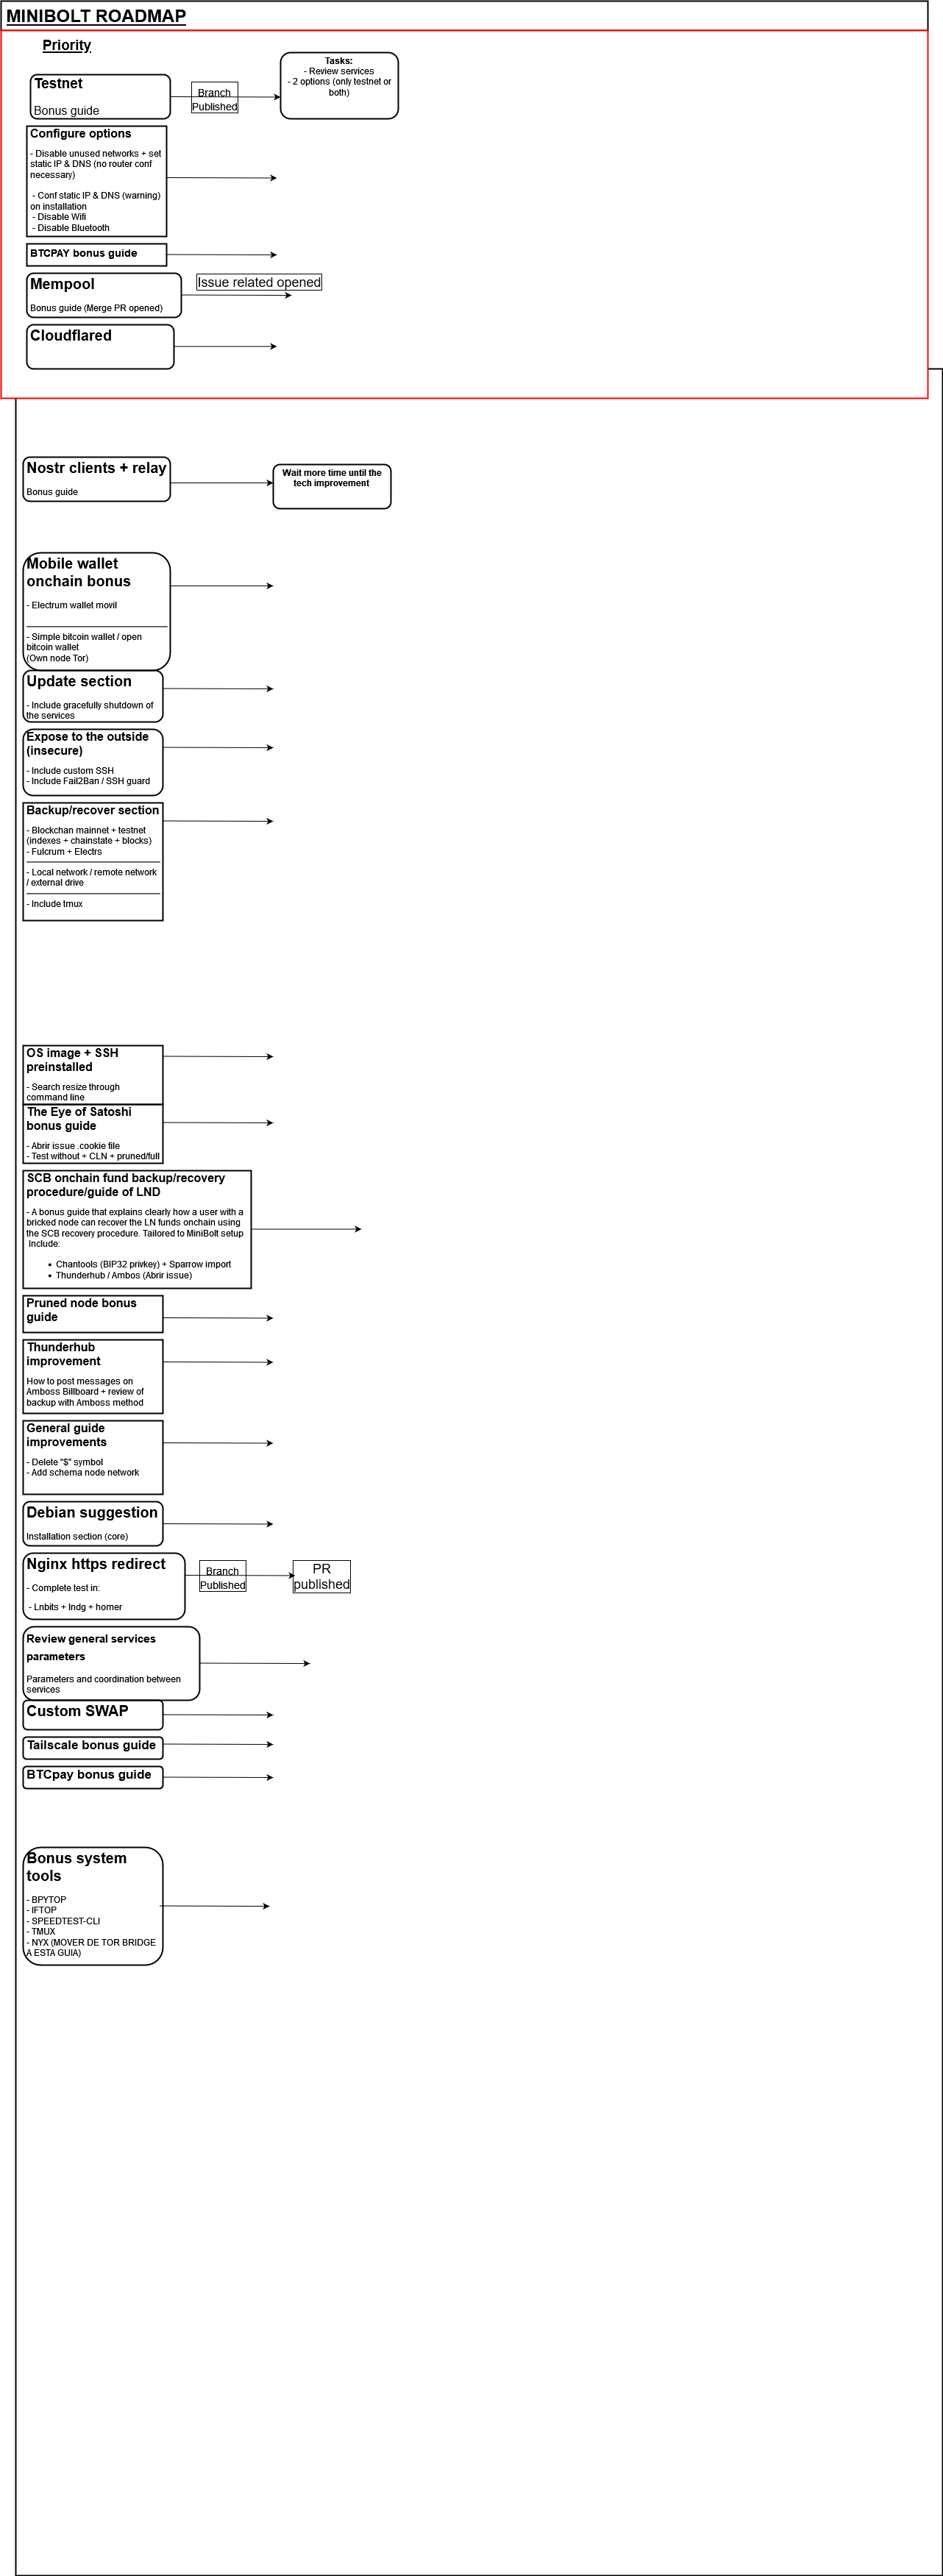 MINIBOLT ROADMAP
Priority
Testnet
Bonus guide
Branch
Published
Tasks:
- Review services
- 2 options (only testnet or
both)
Configure options
- Disable unused networks + set
static IP & DNS (no router conf
necessary)
- Conf static IP & DNS (warning)
on installation
- Disable Wifi
- Disable Bluetooth
BTCPAY bonus guide
Mempool
Bonus guide (Merge PR opened)
Issue related opened
Cloudflared
Nostr clients + relay
Bonus guide
Wait more time until the
tech improvement
Mobile wallet
onchain bonus
- Electrum wallet movil
- Simple bitcoin wallet / open
bitcoin wallet
(Own node Tor)
Update section
- Include gracefully shutdown of
the services
Expose to the outside
(insecure)
- Include custom SSH
- Include Fail2Ban / SSH guard
Backup/recover section
- Blockchan mainnet + testnet
(indexes + chainstate + blocks)
- Fulcrum + Electrs
- Local network / remote network
/ external drive
- Include tmux
OS image + SSH
preinstalled
- Search resize through
command line
The Eye of Satoshi
bonus guide
- Abrir issue .cookie file
- Test without + CLN + pruned/full
SCB onchain fund backup/recovery
procedure/guide of LND
- A bonus guide that explains clearly how a user with a
bricked node can recover the LN funds onchain using
the SCB recovery procedure. Tailored to MiniBolt setup
Include:
• Chantools (BIP32 privkey) + Sparrow import
• Thunderhub / Ambos (Abrir issue)
Pruned node bonus
guide
Thunderhub
improvement
How to post messages on
Amboss Billboard + review of
backup with Amboss method
General guide
improvements
- Delete "$" symbol
- Add schema node network
Debian suggestion
Installation section (core)
Nginx https redirect
- Complete test in:
- Lnbits + lndg + homer
Branch
Published
PR
published
Review general services
parameters
Parameters and coordination between
services
Custom SWAP
Tailscale bonus guide
BTCpay bonus guide
Bonus system
tools
- BPYTOP
- IFTOP
- SPEEDTEST-CLI
- TMUX
- NYX (MOVER DE TOR BRIDGE
A ESTA GUIA)